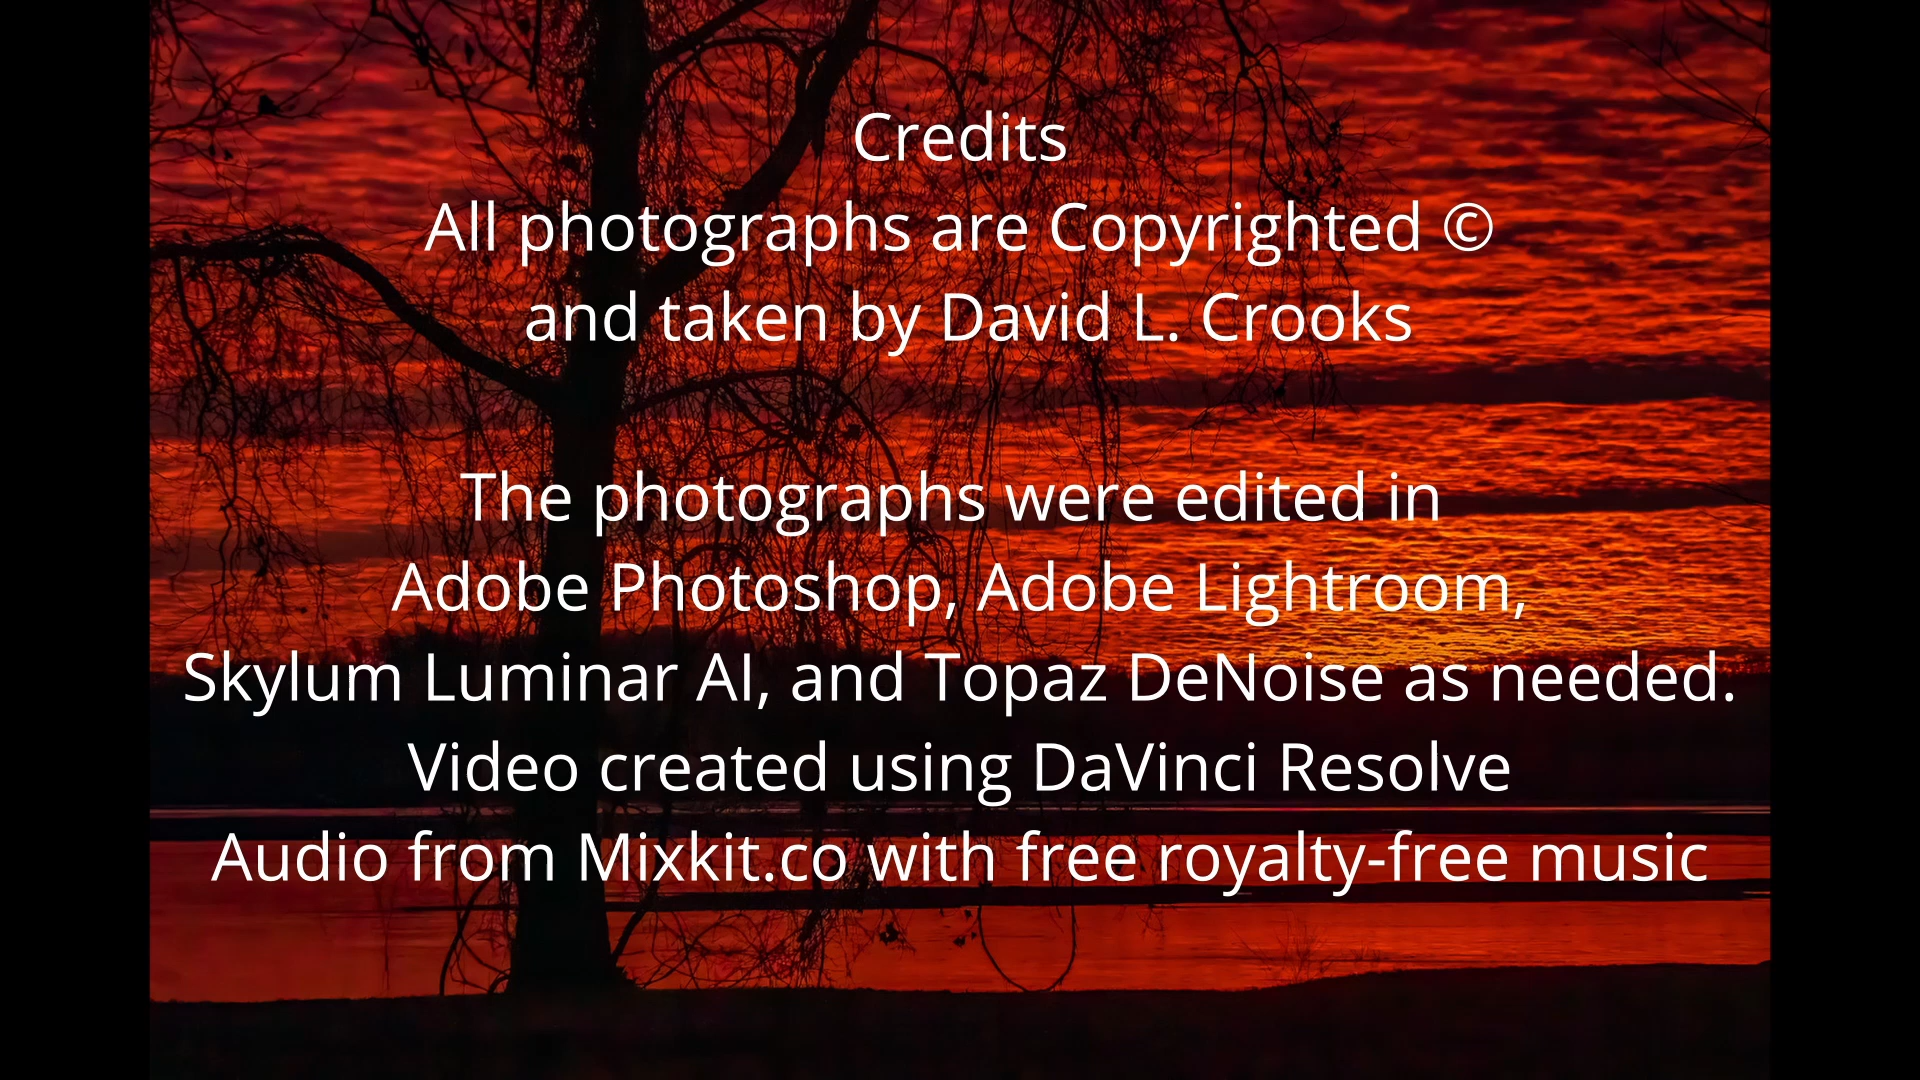 Credits
All photographs are Copyrighted ©
and taken by David L. Crooks
The photographs were edited in
Adobe Photoshop, Adobe Lightroom,
Skylum Luminar AI, and Topaz DeNoise as needed.
Video created using DaVinci Resolve
Audio from Mixkit.co with free royalty-free music